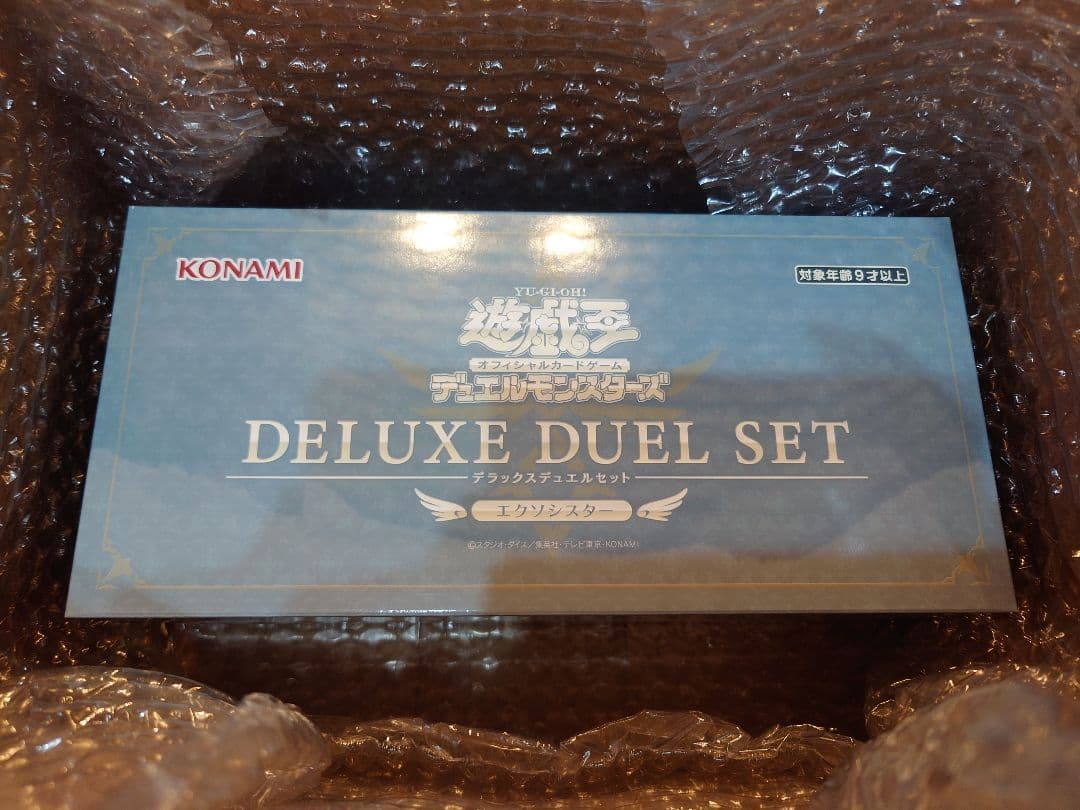 KONAMI
対象年齢9才以上
YU-GI-OH!
遊戯王
オフィシャルカードゲーム
デュエルモンスターズ
DELUXE DUEL SET
デラックスデュエルセット
エクソシスター
©スタジオ・ダイス/集英社・テレビ東京・KONAMI